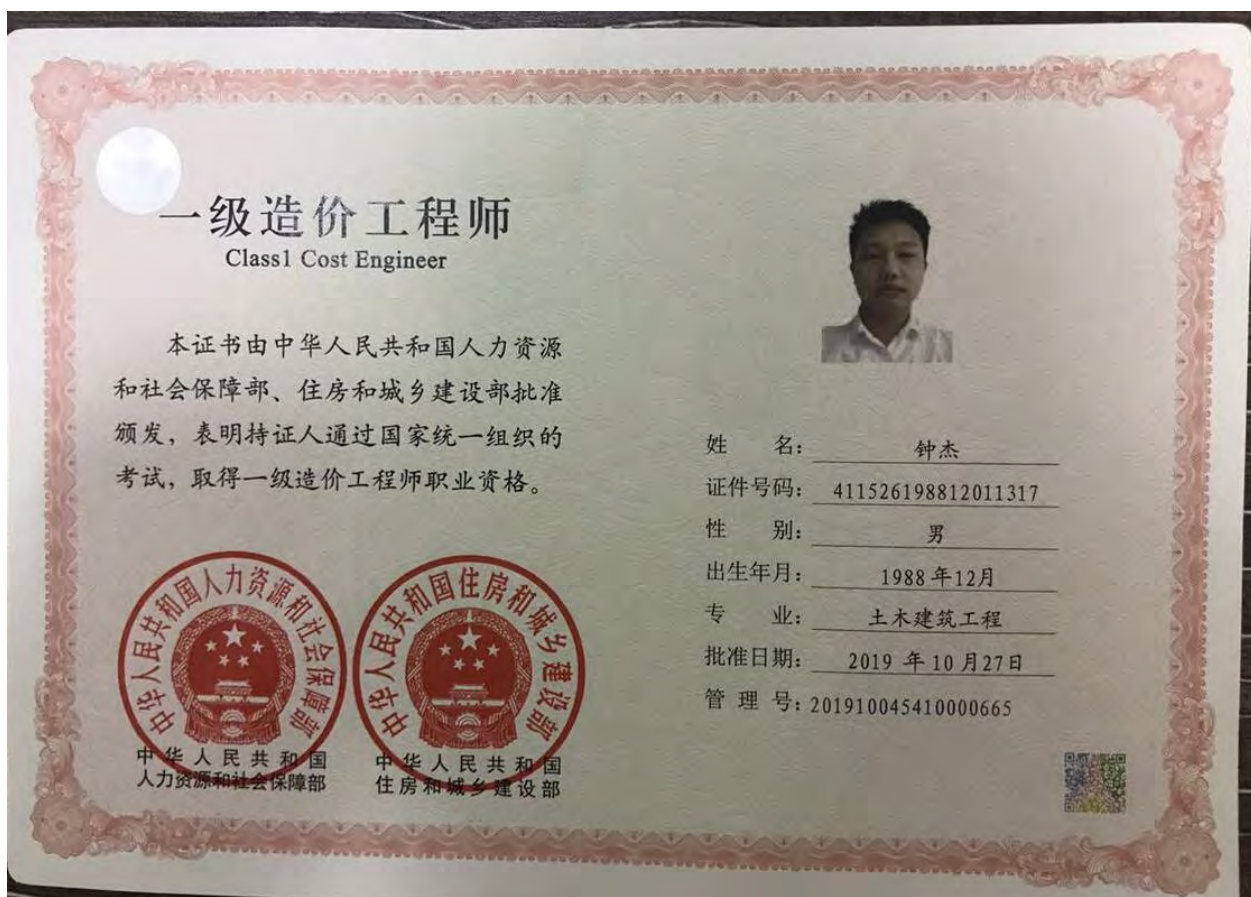 一级造价工程师
Class1 Cost Engineer
本证书由中华人民共和国人力资源
和社会保障部、住房和城乡建设部批准
颁发，表明持证人通过国家统一组织的
考试，取得一级造价工程师职业资格。
中华人民共和国人力资源和社会保障部
中华人民共和国
人力资源和社会保障部
中华人民共和国住房和城乡建设部
中华人民共和国
住房和城乡建设部
姓 名：钟杰
证件号码：411526198812011317
性 别：男
出生年月：1988年12月
专 业：土木建筑工程
批准日期：2019 年 10 月 27 日
管 理 号：201910045410000665